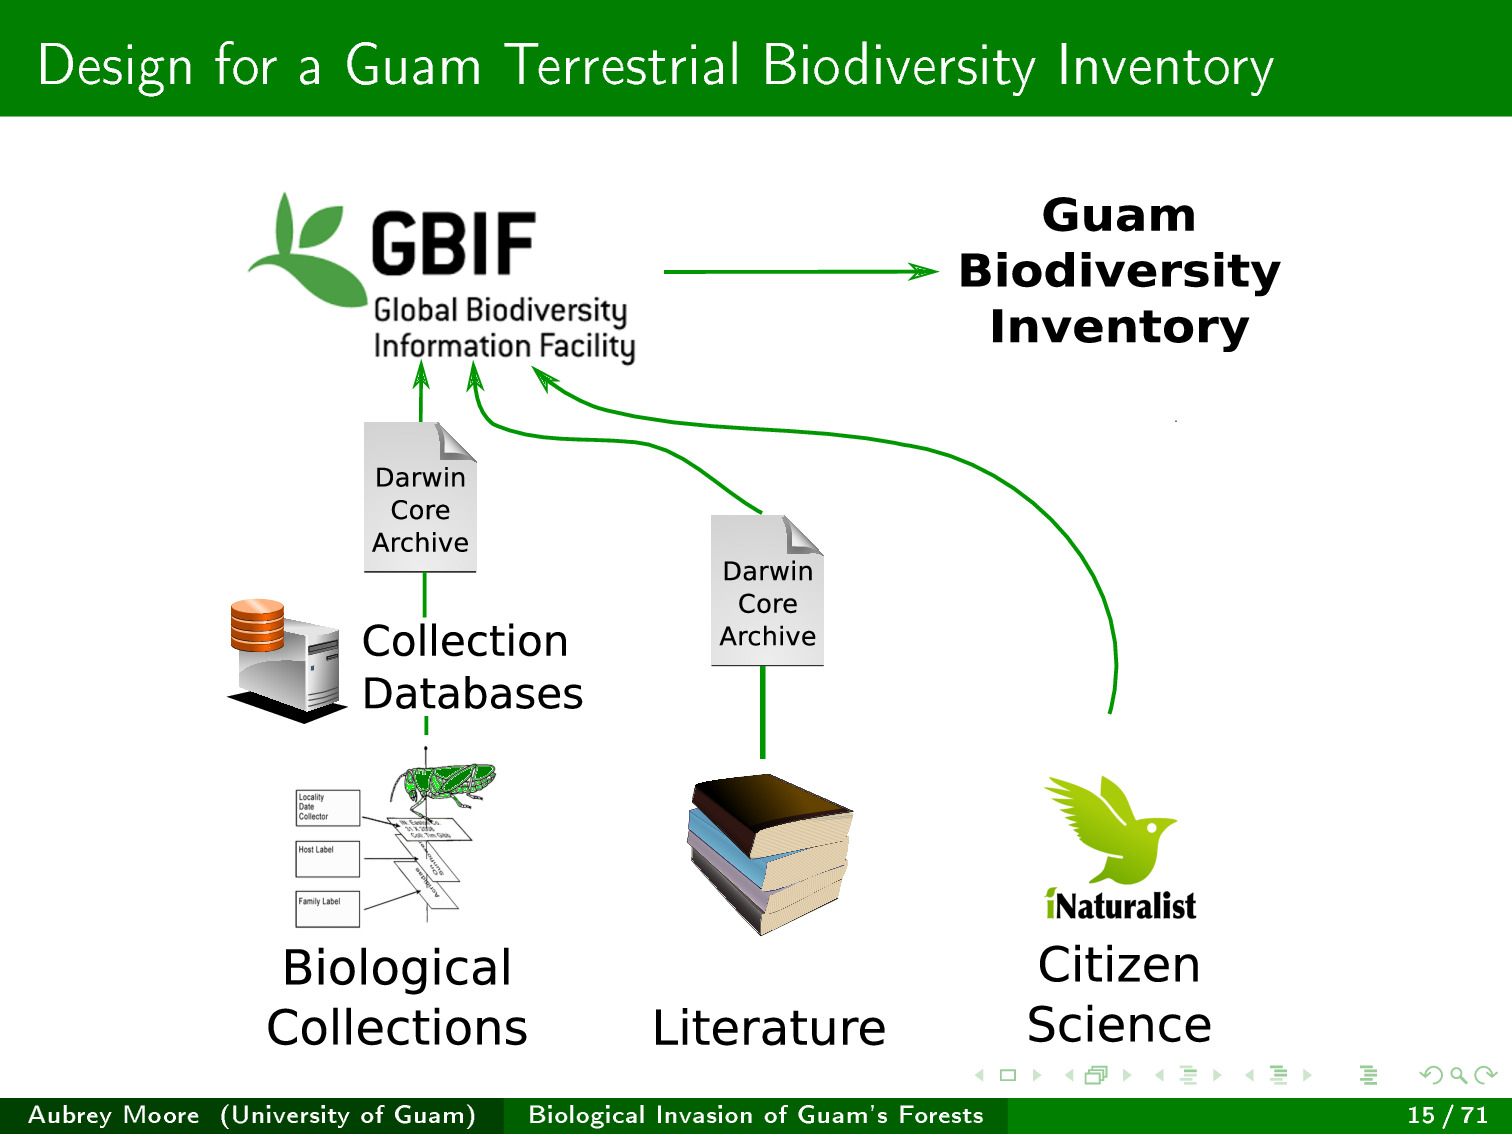 Design for a Guam Terrestrial Biodiversity Inventory
GBIF
Global Biodiversity
Information Facility
Guam
Biodiversity
Inventory
Darwin
Core
Archive
Darwin
Core
Archive
Collection
Databases
Locality
Date
Collector
Host Label
Family Label
iNaturalist
Biological
Collections
Literature
Citizen
Science
Aubrey Moore (University of Guam)
Biological Invasion of Guam's Forests
15 / 71